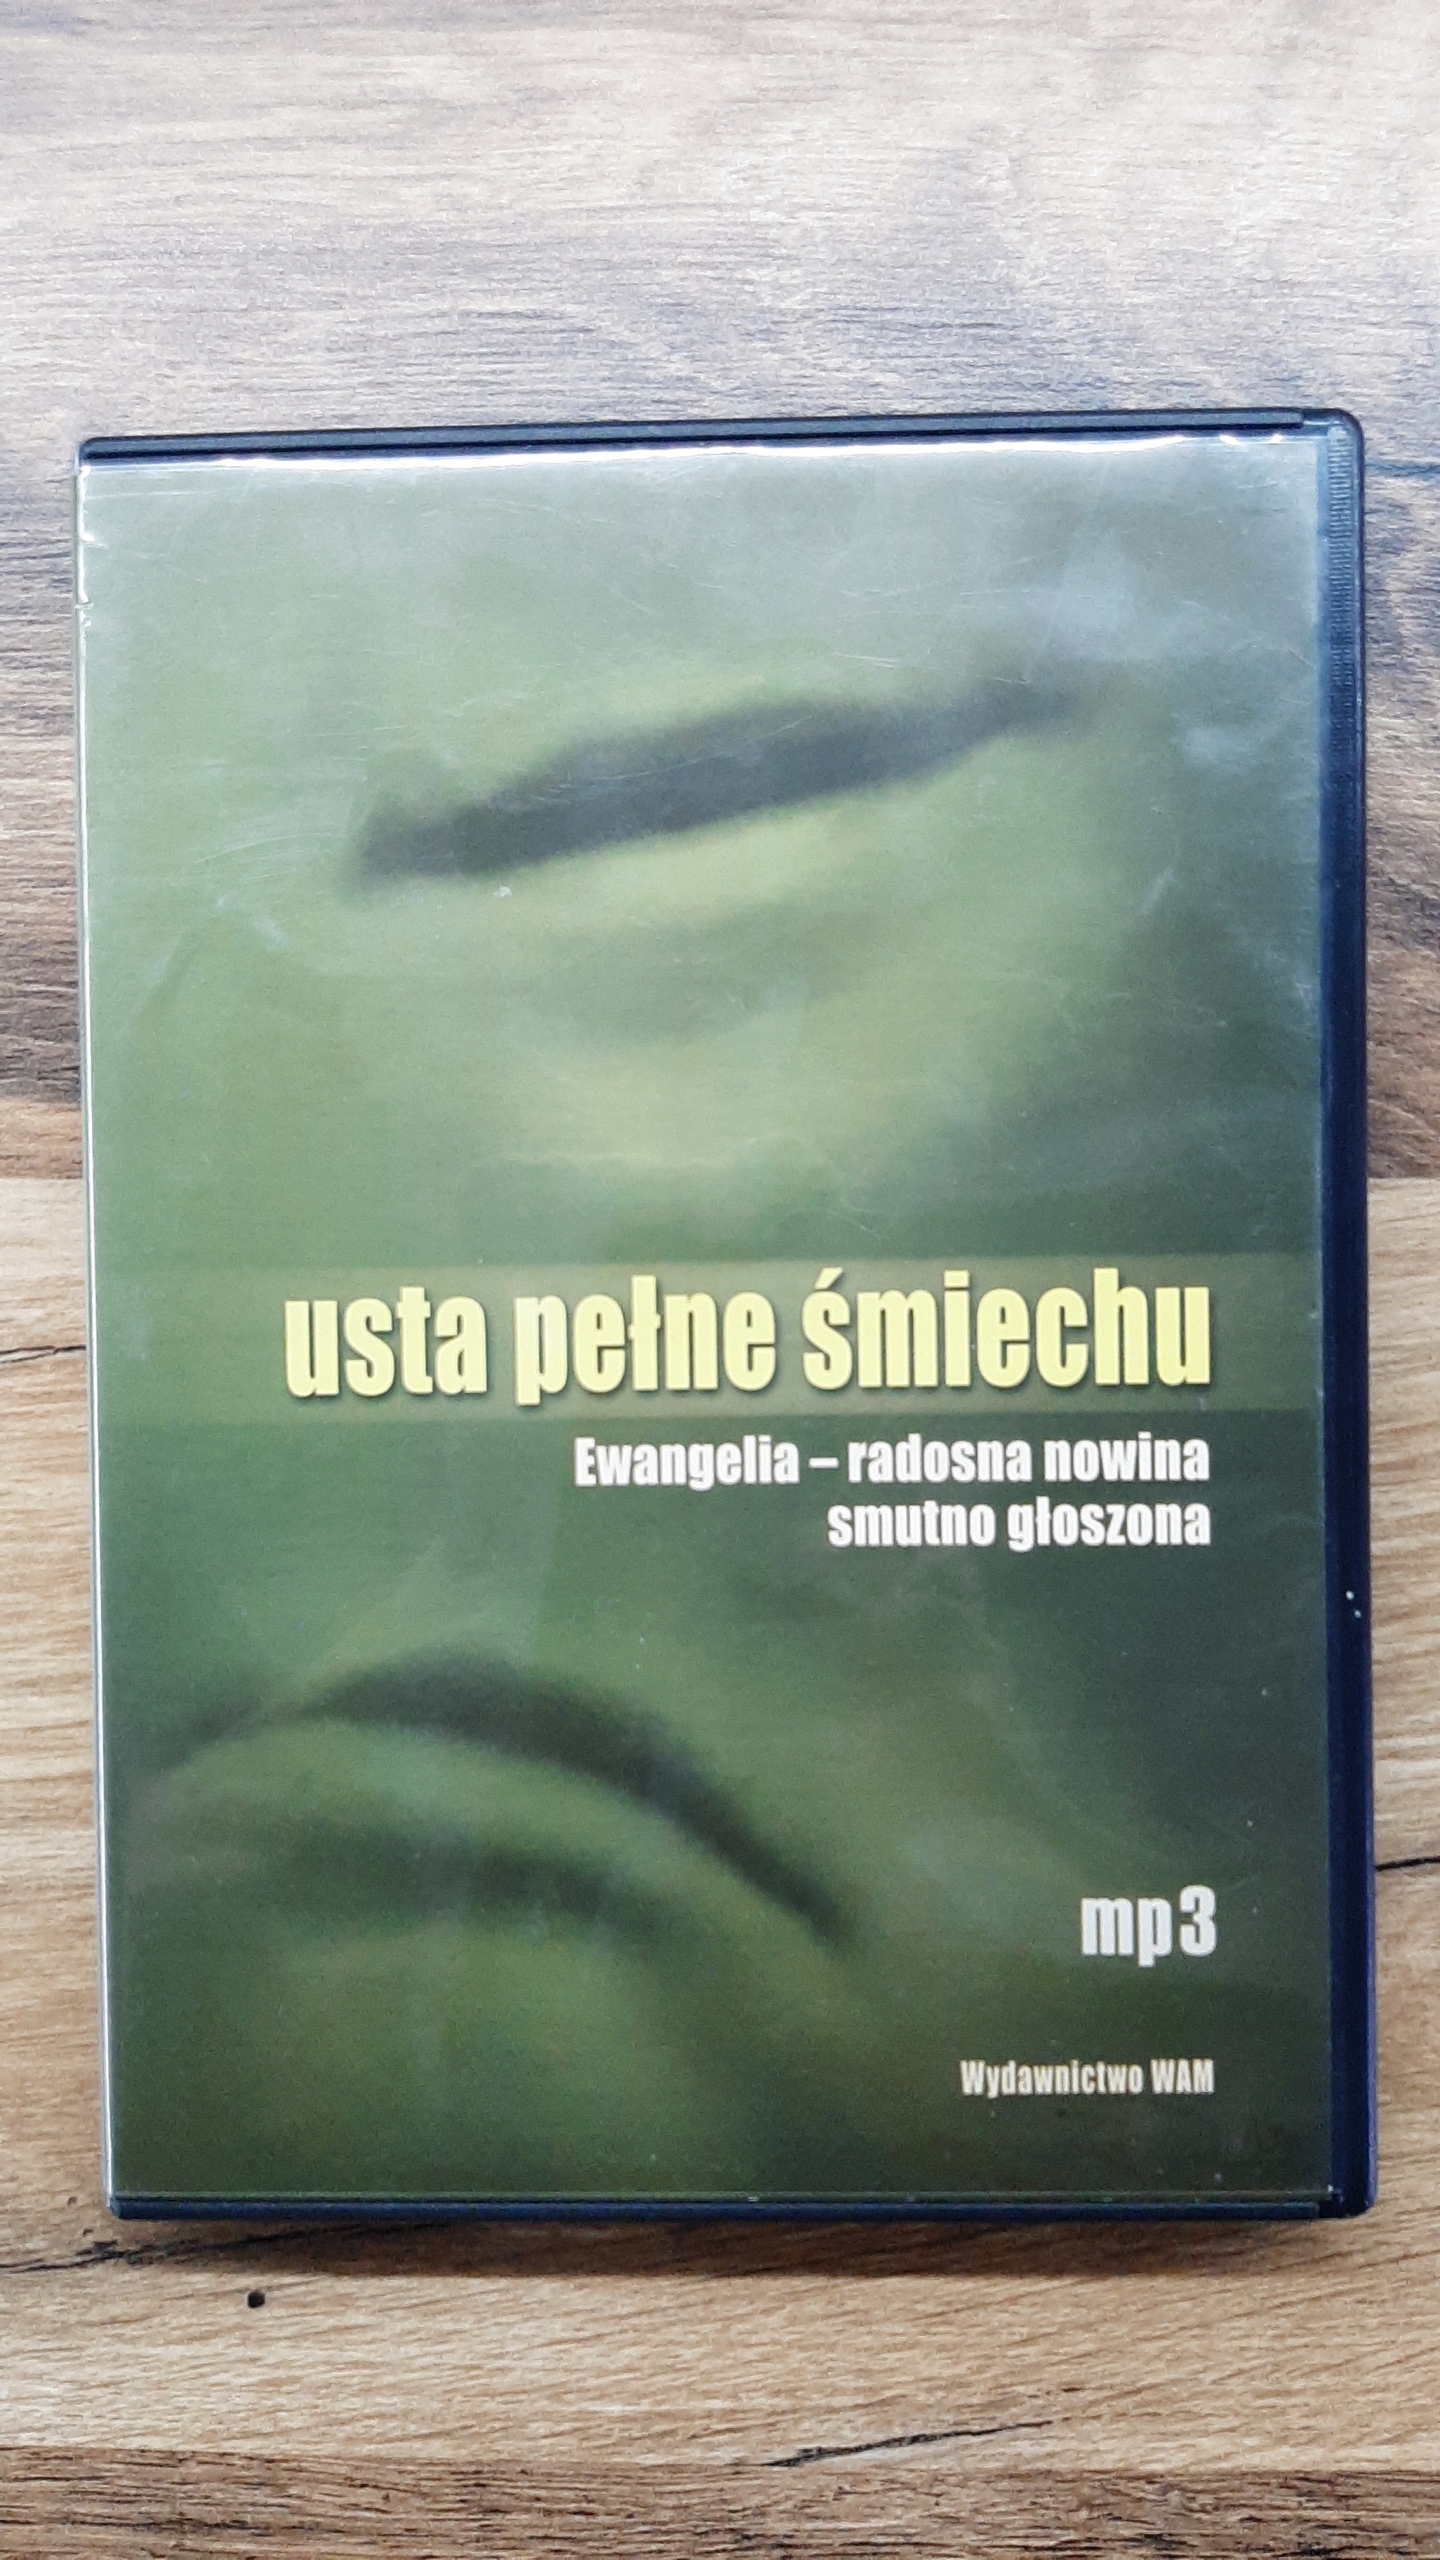 usta pełne śmiechu
Ewangelia – radosna nowina
smutno głoszona
mp3
Wydawnictwo WAM